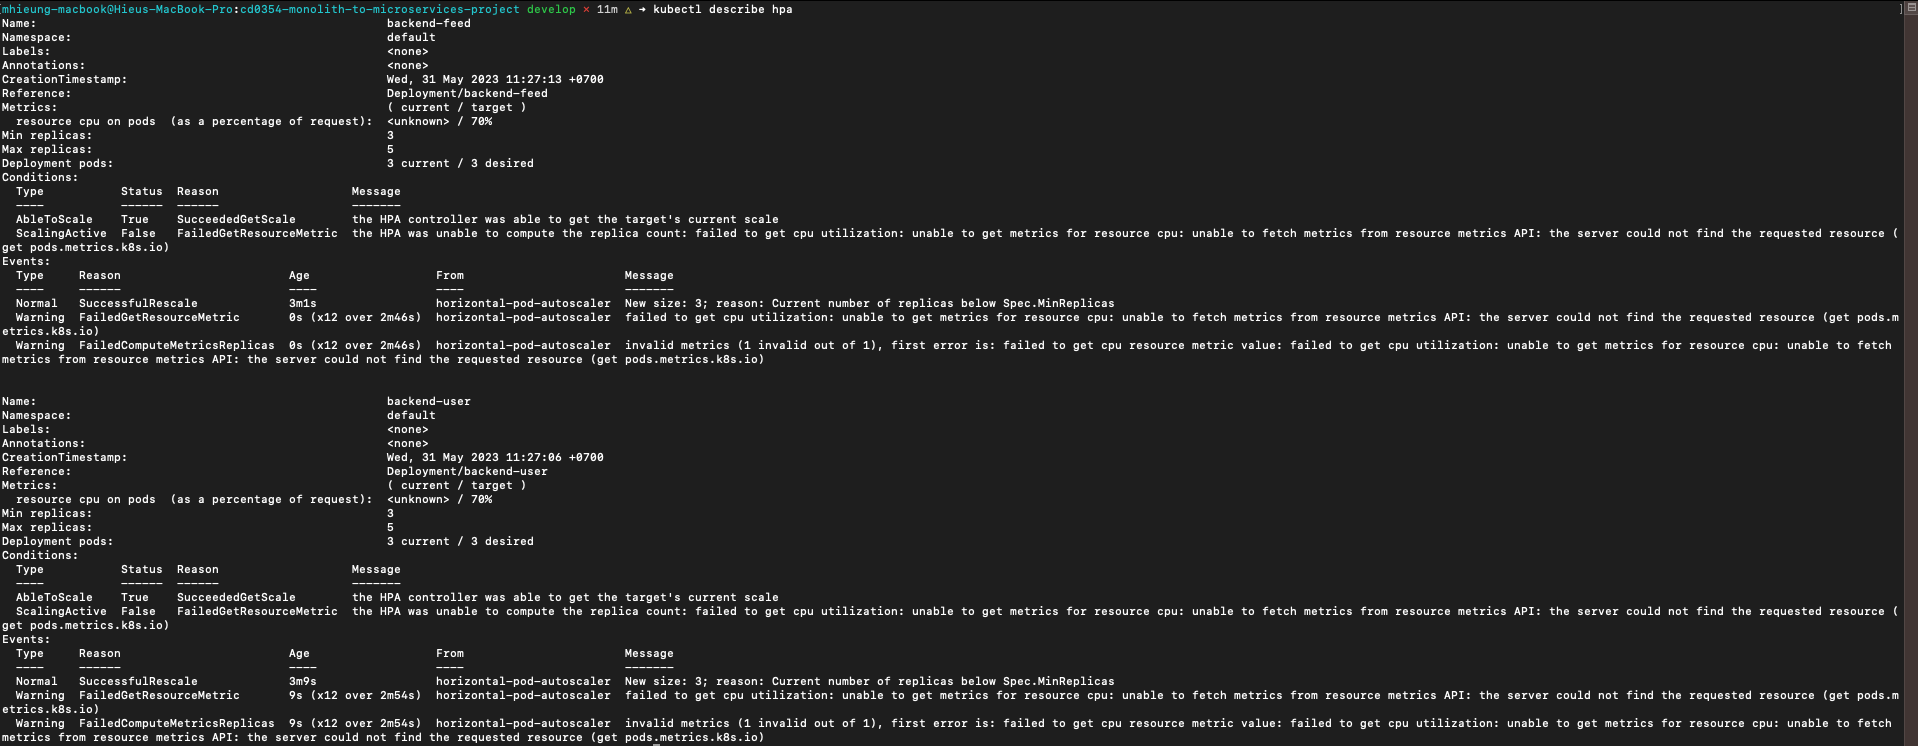 mhieung-macbook@Hieus-MacBook-Pro:cd0354-monolith-to-microservices-project develop × 11m △ ➜ kubectl describe hpa ]
Name: backend-feed
Namespace: default
Labels: <none>
Annotations: <none>
CreationTimestamp: Wed, 31 May 2023 11:27:13 +0700
Reference: Deployment/backend-feed
Metrics: ( current / target )
resource cpu on pods (as a percentage of request): <unknown> / 70%
Min replicas: 3
Max replicas: 5
Deployment pods: 3 current / 3 desired
Conditions:
Type Status Reason Message
---- ------ ------ -------
AbleToScale True SucceededGetScale the HPA controller was able to get the target's current scale
ScalingActive False FailedGetResourceMetric the HPA was unable to compute the replica count: failed to get cpu utilization: unable to get metrics for resource cpu: unable to fetch metrics from resource metrics API: the server could not find the requested resource (
get pods.metrics.k8s.io)
Events:
Type Reason Age From Message
---- ------ ---- ---- -------
Normal SuccessfulRescale 3m1s horizontal-pod-autoscaler New size: 3; reason: Current number of replicas below Spec.MinReplicas
Warning FailedGetResourceMetric 0s (x12 over 2m46s) horizontal-pod-autoscaler failed to get cpu utilization: unable to get metrics for resource cpu: unable to fetch metrics from resource metrics API: the server could not find the requested resource (get pods.m
etrics.k8s.io)
Warning FailedComputeMetricsReplicas 0s (x12 over 2m46s) horizontal-pod-autoscaler invalid metrics (1 invalid out of 1), first error is: failed to get cpu resource metric value: failed to get cpu utilization: unable to get metrics for resource cpu: unable to fetch
metrics from resource metrics API: the server could not find the requested resource (get pods.metrics.k8s.io)
Name: backend-user
Namespace: default
Labels: <none>
Annotations: <none>
CreationTimestamp: Wed, 31 May 2023 11:27:06 +0700
Reference: Deployment/backend-user
Metrics: ( current / target )
resource cpu on pods (as a percentage of request): <unknown> / 70%
Min replicas: 3
Max replicas: 5
Deployment pods: 3 current / 3 desired
Conditions:
Type Status Reason Message
---- ------ ------ -------
AbleToScale True SucceededGetScale the HPA controller was able to get the target's current scale
ScalingActive False FailedGetResourceMetric the HPA was unable to compute the replica count: failed to get cpu utilization: unable to get metrics for resource cpu: unable to fetch metrics from resource metrics API: the server could not find the requested resource (
get pods.metrics.k8s.io)
Events:
Type Reason Age From Message
---- ------ ---- ---- -------
Normal SuccessfulRescale 3m9s horizontal-pod-autoscaler New size: 3; reason: Current number of replicas below Spec.MinReplicas
Warning FailedGetResourceMetric 9s (x12 over 2m54s) horizontal-pod-autoscaler failed to get cpu utilization: unable to get metrics for resource cpu: unable to fetch metrics from resource metrics API: the server could not find the requested resource (get pods.m
etrics.k8s.io)
Warning FailedComputeMetricsReplicas 9s (x12 over 2m54s) horizontal-pod-autoscaler invalid metrics (1 invalid out of 1), first error is: failed to get cpu resource metric value: failed to get cpu utilization: unable to get metrics for resource cpu: unable to fetch
metrics from resource metrics API: the server could not find the requested resource (get pods.metrics.k8s.io)